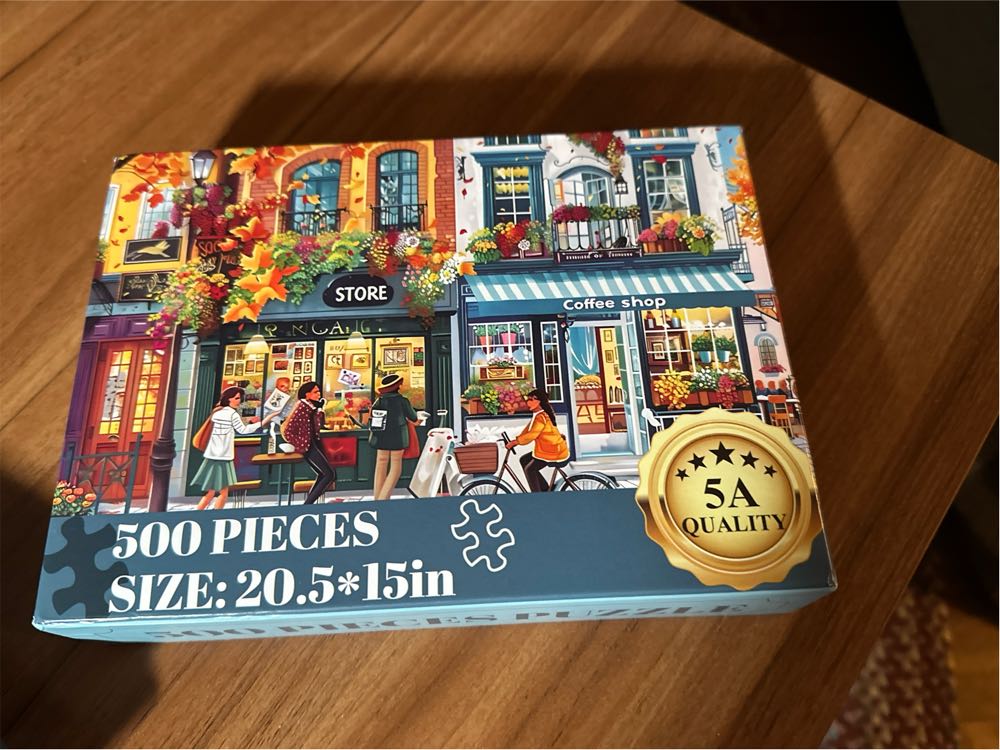 STORE
Coffee shop
500 PIECES
SIZE: 20.5*15in
5A
QUALITY
500 PIECES PUZZLE